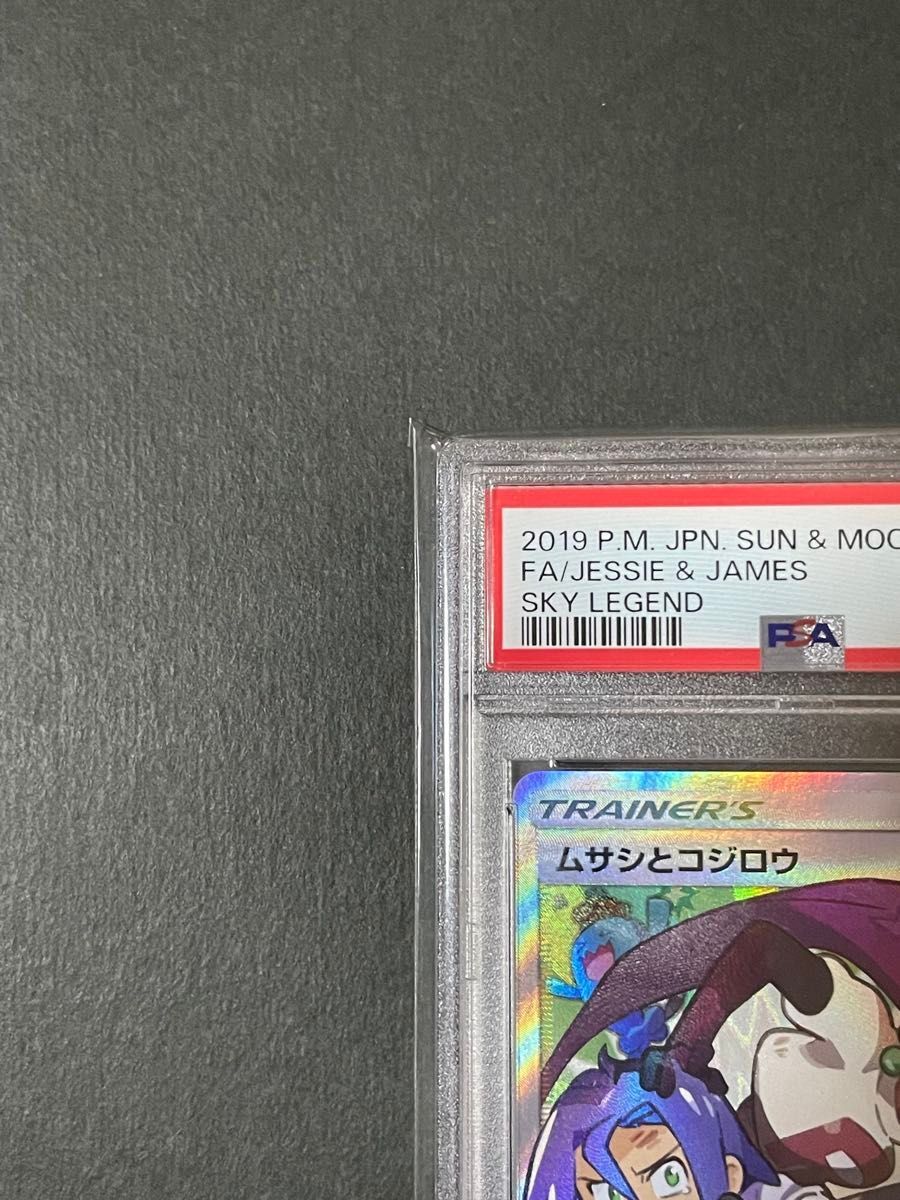 2019 P.M. JPN. SUN & MOO
FA/JESSIE & JAMES
SKY LEGEND
PSA
TRAINER'S
ムサシとコジロウ